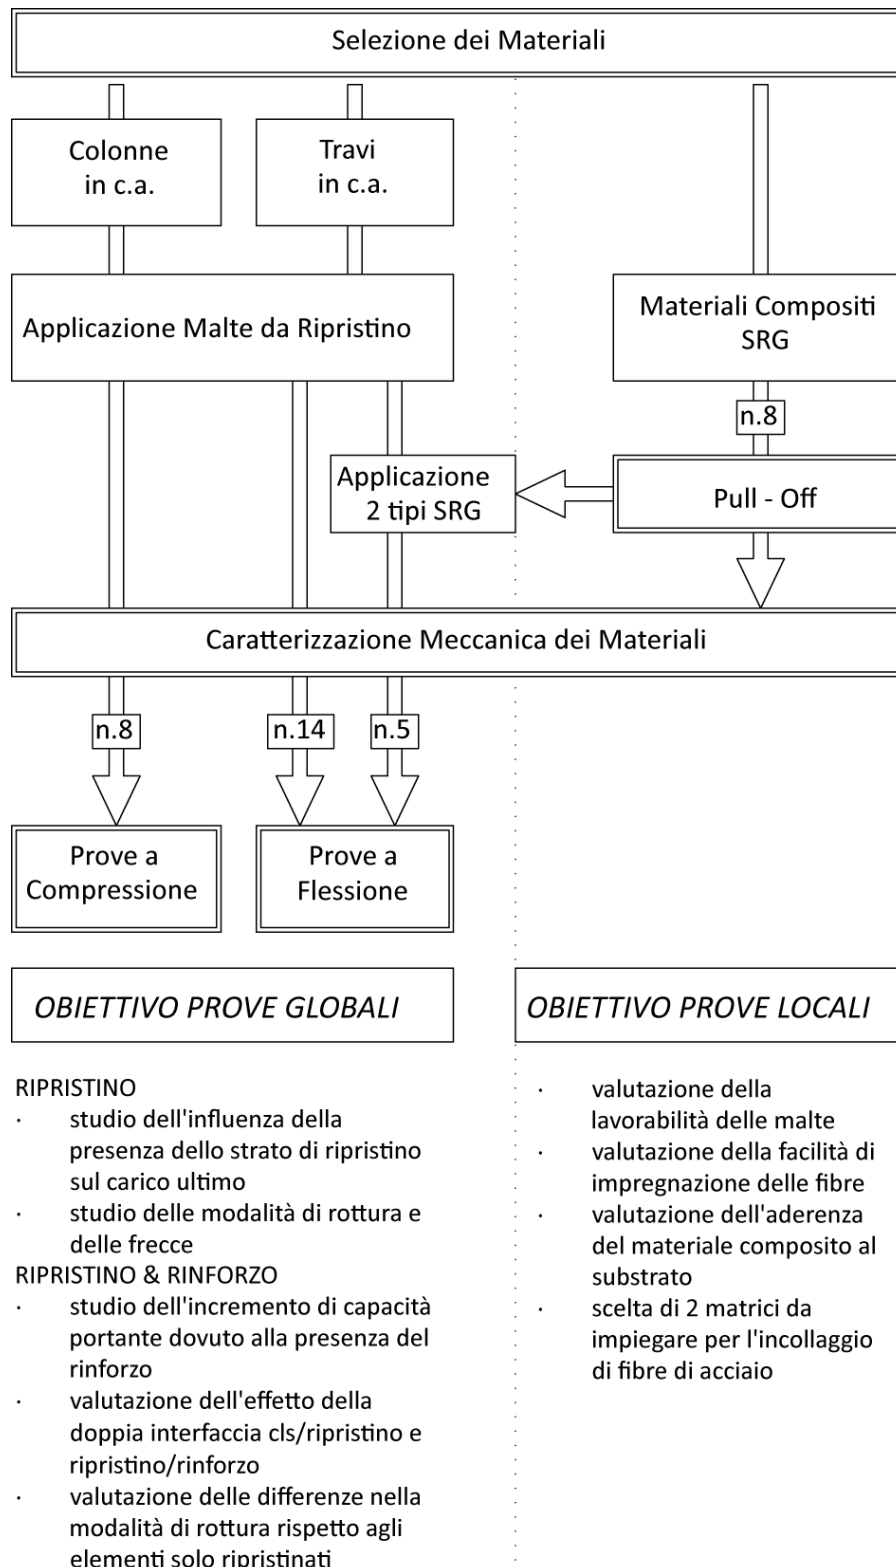 Selezione dei Materiali
Colonne
in c.a.
Travi
in c.a.
Applicazione Malte da Ripristino
Materiali Compositi
SRG
n.8
Applicazione
2 tipi SRG
Pull - Off
Caratterizzazione Meccanica dei Materiali
n.8
n.14
n.5
Prove a
Compressione
Prove a
Flessione
OBIETTIVO PROVE GLOBALI
RIPRISTINO
· studio dell'influenza della
presenza dello strato di ripristino
sul carico ultimo
· studio delle modalità di rottura e
delle frecce
RIPRISTINO & RINFORZO
· studio dell'incremento di capacità
portante dovuto alla presenza del
rinforzo
· valutazione dell'effetto della
doppia interfaccia cls/ripristino e
ripristino/rinforzo
· valutazione delle differenze nella
modalità di rottura rispetto agli
elementi solo ripristinati
OBIETTIVO PROVE LOCALI
· valutazione della
lavorabilità delle malte
· valutazione della facilità di
impregnazione delle fibre
· valutazione dell'aderenza
del materiale composito al
substrato
· scelta di 2 matrici da
impiegare per l'incollaggio
di fibre di acciaio